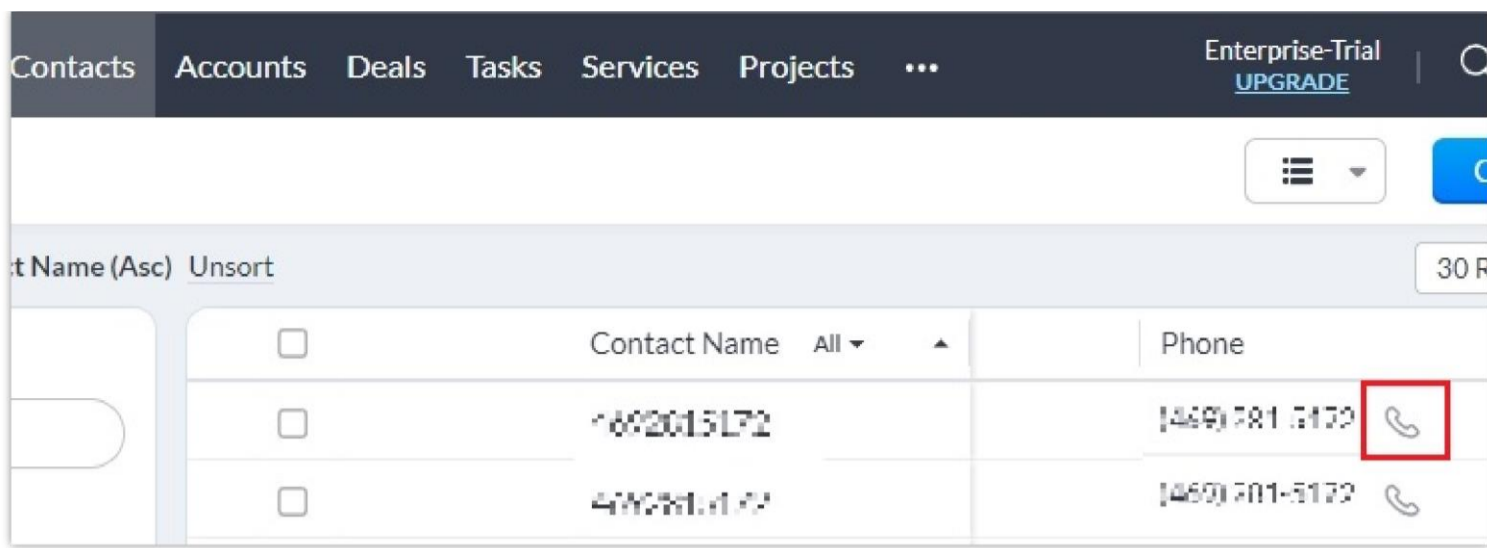 Contacts Accounts Deals Tasks Services Projects •••
Enterprise-Trial
UPGRADE
t Name (Asc) Unsort
30 R
Contact Name All
Phone